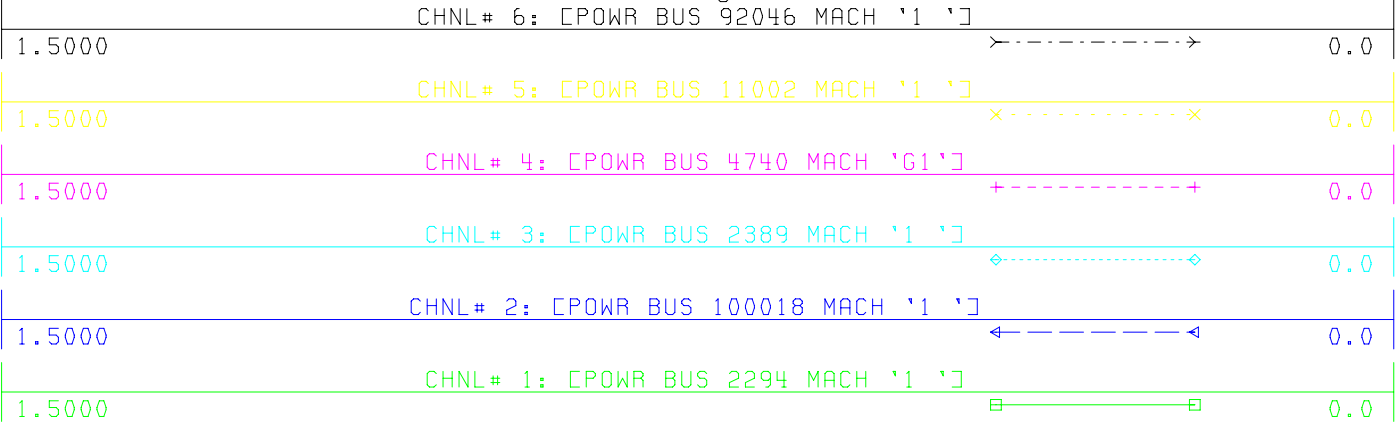 CHNL# 6: [POWR BUS 92046 MACH '1 ']
1.5000 0.0
CHNL# 5: [POWR BUS 11002 MACH '1 ']
1.5000 0.0
CHNL# 4: [POWR BUS 4740 MACH 'G1']
1.5000 0.0
CHNL# 3: [POWR BUS 2389 MACH '1 ']
1.5000 0.0
CHNL# 2: [POWR BUS 100018 MACH '1 ']
1.5000 0.0
CHNL# 1: [POWR BUS 2294 MACH '1 ']
1.5000 0.0